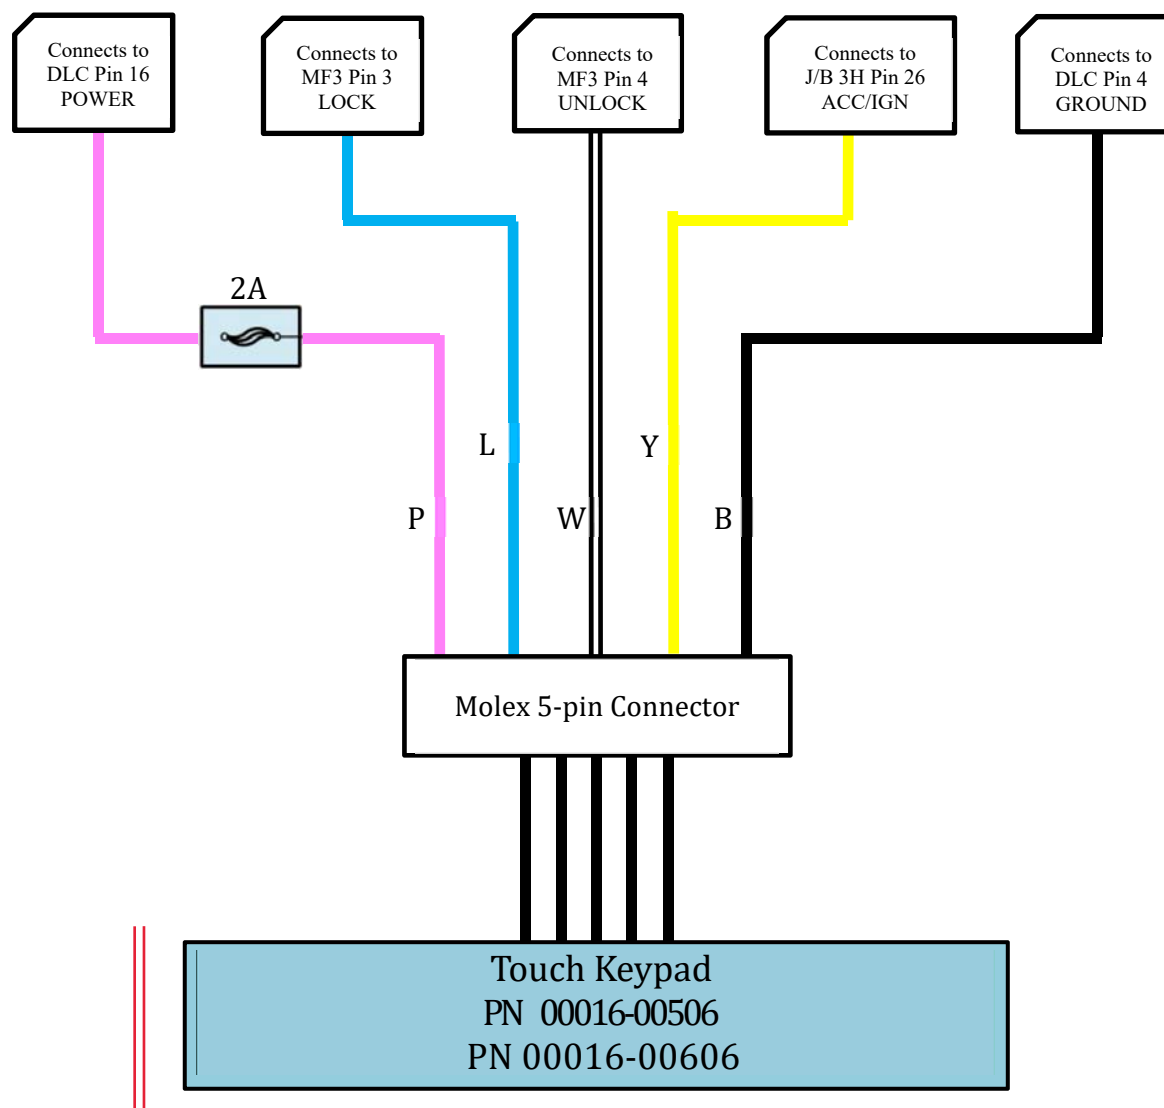 Connects to
DLC Pin 16
POWER
Connects to
MF3 Pin 3
LOCK
Connects to
MF3 Pin 4
UNLOCK
Connects to
J/B 3H Pin 26
ACC/IGN
Connects to
DLC Pin 4
GROUND
2A
L
Y
P
W
B
Molex 5-pin Connector
Touch Keypad
PN 00016-00506
PN 00016-00606